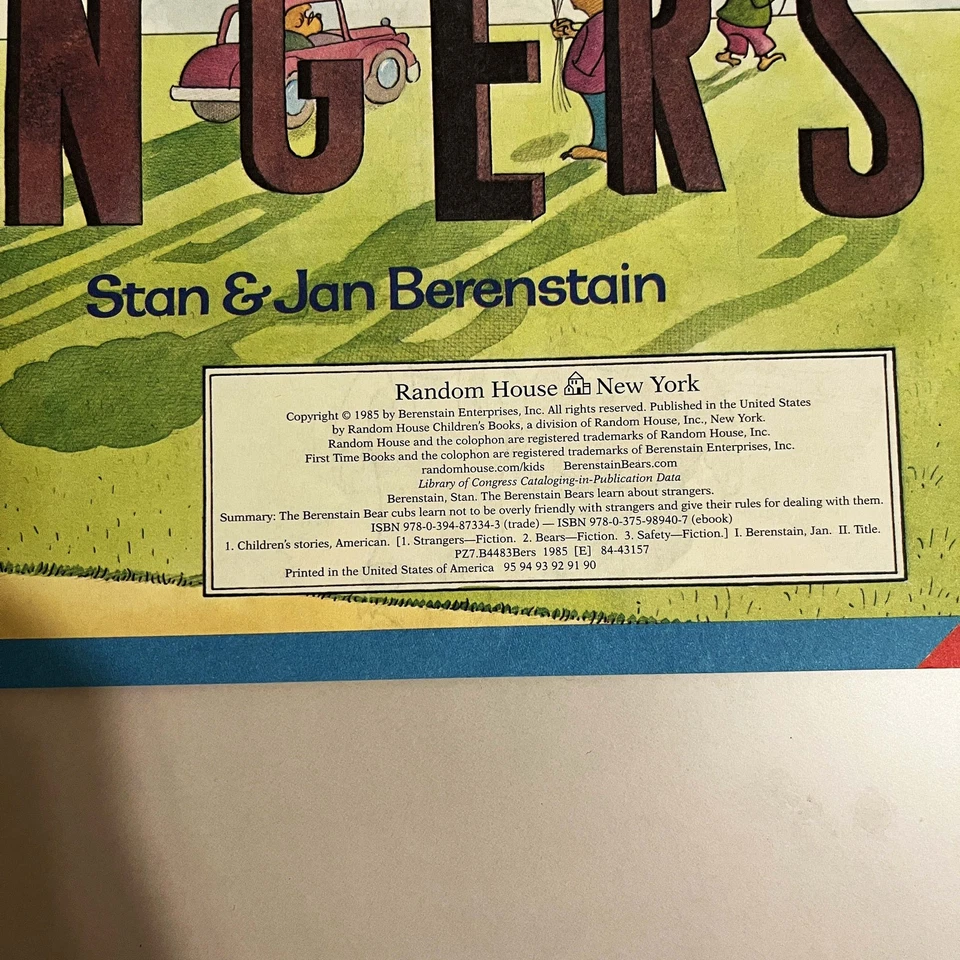 NGERS
Stan & Jan Berenstain
Random House New York
Copyright © 1985 by Berenstain Enterprises, Inc. All rights reserved. Published in the United States
by Random House Children's Books, a division of Random House, Inc., New York.
Random House and the colophon are registered trademarks of Random House, Inc.
First Time Books and the colophon are registered trademarks of Berenstain Enterprises, Inc.
randomhouse.com/kids BerenstainBears.com
Library of Congress Cataloging-in-Publication Data
Berenstain, Stan. The Berenstain Bears learn about strangers.
Summary: The Berenstain Bear cubs learn not to be overly friendly with strangers and give their rules for dealing with them.
ISBN 978-0-394-87334-3 (trade) — ISBN 978-0-375-98940-7 (ebook)
1. Children's stories, American. [1. Strangers—Fiction. 2. Bears—Fiction. 3. Safety—Fiction.] I. Berenstain, Jan. II. Title.
PZ7.B4483Bers 1985 [E] 84-43157
Printed in the United States of America 95 94 93 92 91 90